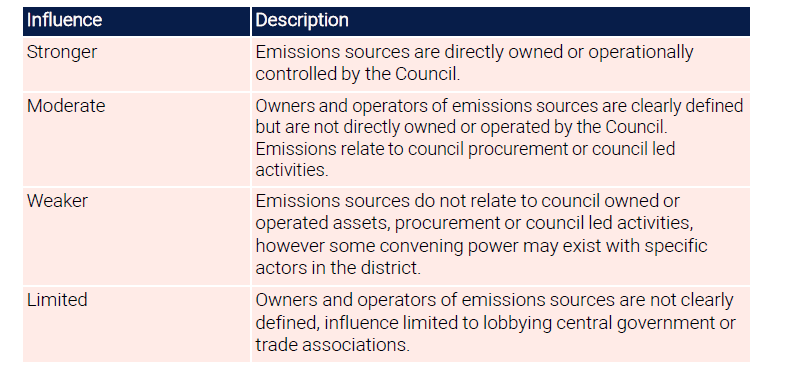 Influence
Description
Stronger
Emissions sources are directly owned or operationally
controlled by the Council.
Moderate
Owners and operators of emissions sources are clearly defined
but are not directly owned or operated by the Council.
Emissions relate to council procurement or council led
activities.
Weaker
Emissions sources do not relate to council owned or
operated assets, procurement or council led activities,
however some convening power may exist with specific
actors in the district.
Limited
Owners and operators of emissions sources are not clearly
defined, influence limited to lobbying central government or
trade associations.